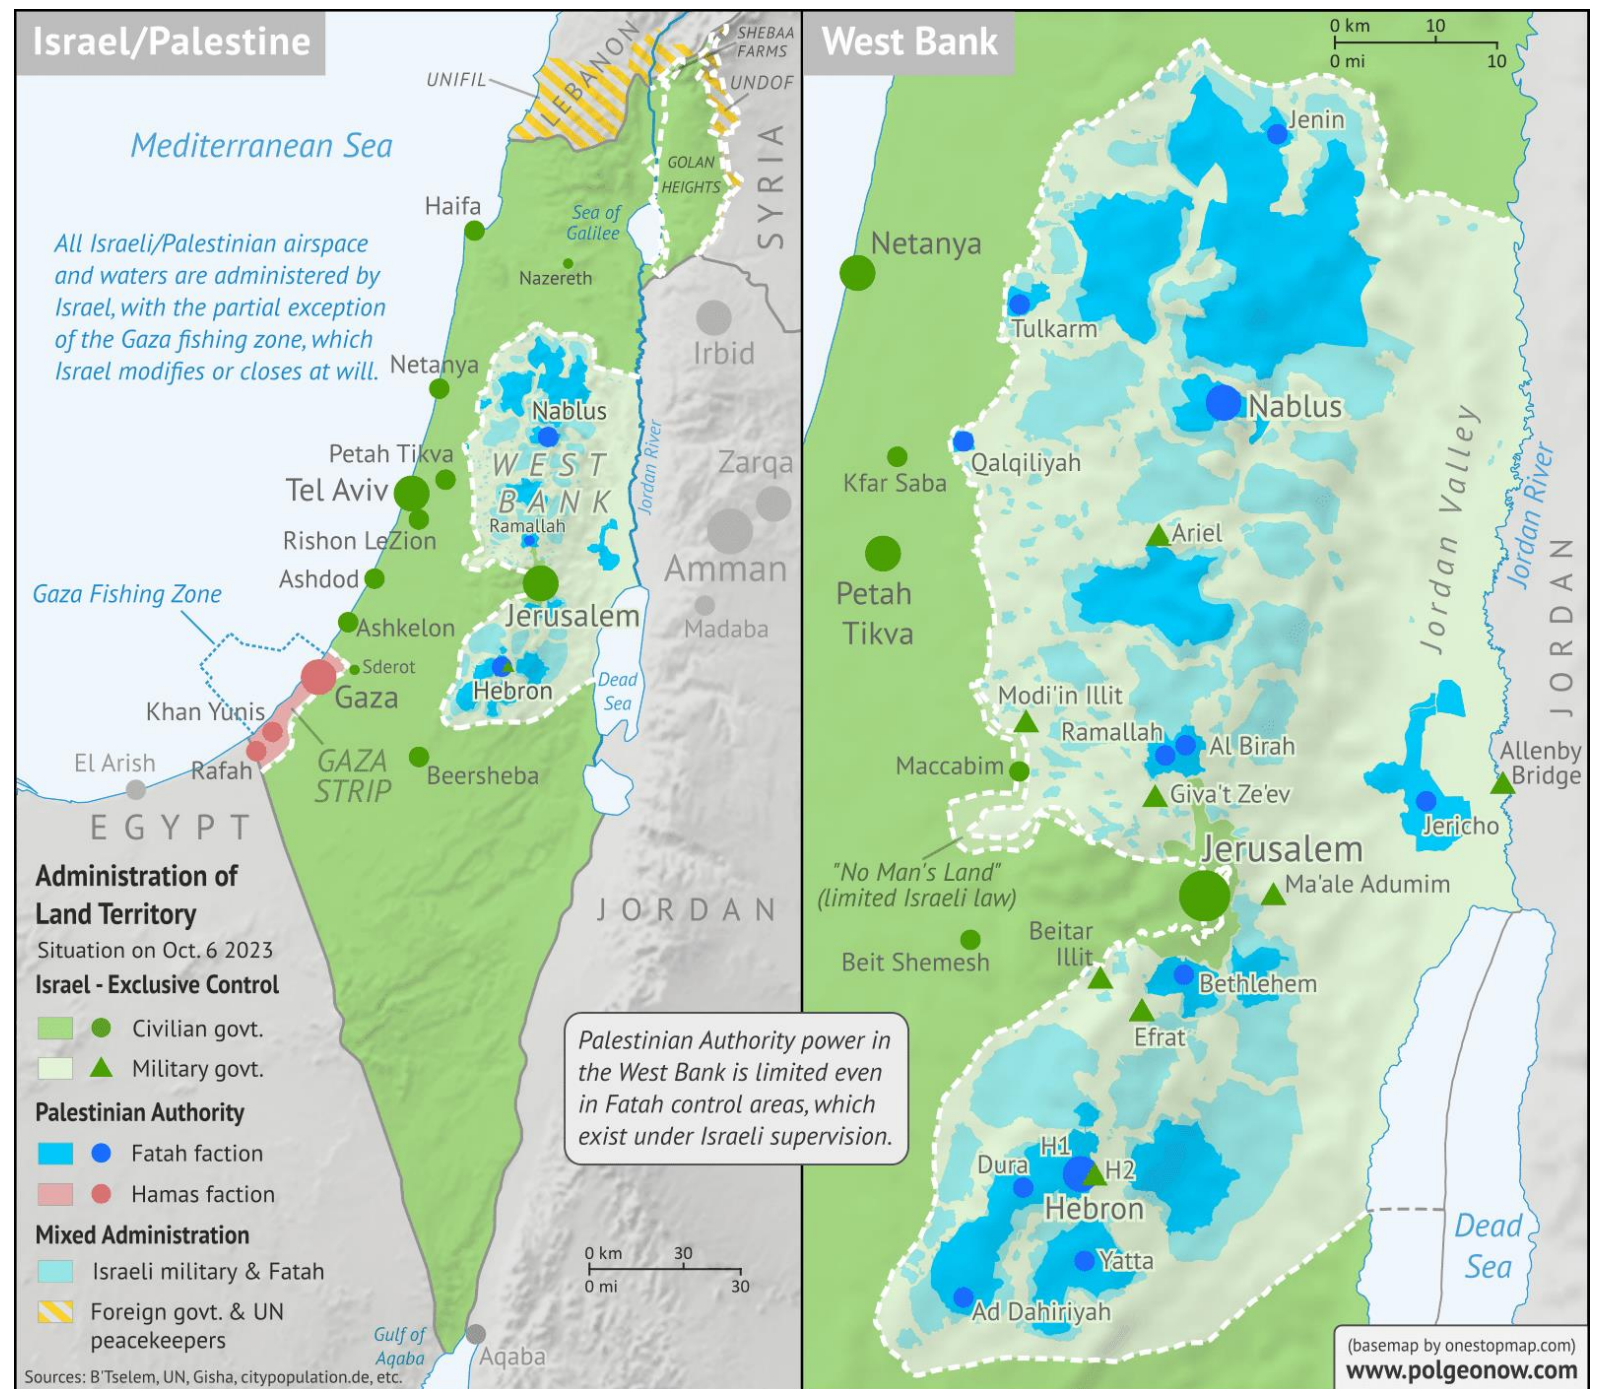 Israel/Palestine
LEBANON
SHEBAA
FARMS
UNIFIL
UNDOF
Mediterranean Sea
GOLAN
HEIGHTS
SYRIA
Haifa
Sea of
Galilee
All Israeli/Palestinian airspace
and waters are administered by
Israel, with the partial exception
of the Gaza fishing zone, which
Israel modifies or closes at will.
Nazereth
Irbid
Netanya
Nablus
Petah Tikva
WEST
BANK
Jordan River
Zarqa
Tel Aviv
Ramallah
Rishon LeZion
Amman
Ashdod
Gaza Fishing Zone
Jerusalem
Ashkelon
Madaba
Sderot
Gaza
Hebron
Dead
Sea
Khan Yunis
El Arish
Rafah
GAZA
STRIP
Beersheba
EGYPT
JORDAN
Administration of
Land Territory
Situation on Oct. 6 2023
Israel - Exclusive Control
Civilian govt.
Military govt.
Palestinian Authority
Fatah faction
Hamas faction
Mixed Administration
Israeli military & Fatah
Foreign govt. & UN
peacekeepers
Sources: B'Tselem, UN, Gisha, citypopulation.de, etc.
Palestinian Authority power in
the West Bank is limited even
in Fatah control areas, which
exist under Israeli supervision.
0 km 30
0 mi 30
Gulf of
Aqaba
Aqaba
West Bank
0 km 10
0 mi 10
Jenin
Netanya
Tulkarm
Nablus
Qalqiliyah
Kfar Saba
Jordan Valley
Jordan River
JORDAN
Ariel
Petah
Tikva
Modi'in Illit
Ramallah
Al Birah
Maccabim
Allenby
Bridge
Giva't Ze'ev
Jericho
Jerusalem
"No Man's Land"
(limited Israeli law)
Ma'ale Adumim
Beitar
Illit
Beit Shemesh
Bethlehem
Efrat
H1
Dura
H2
Hebron
Yatta
Ad Dahiriyah
Dead
Sea
(basemap by onestopmap.com)
www.polgeonow.com